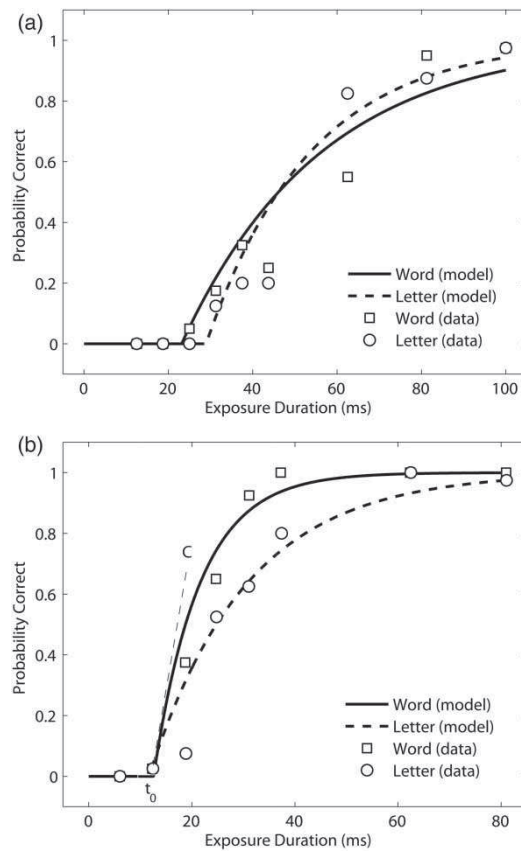 (a)
1
0.8
0.6
0.4
0.2
0
Probability Correct
Word (model)
Letter (model)
Word (data)
Letter (data)
0 20 40 60 80 100
Exposure Duration (ms)
(b)
1
0.8
0.6
0.4
0.2
0
Probability Correct
C
t0
Word (model)
Letter (model)
Word (data)
Letter (data)
0 20 40 60 80
Exposure Duration (ms)